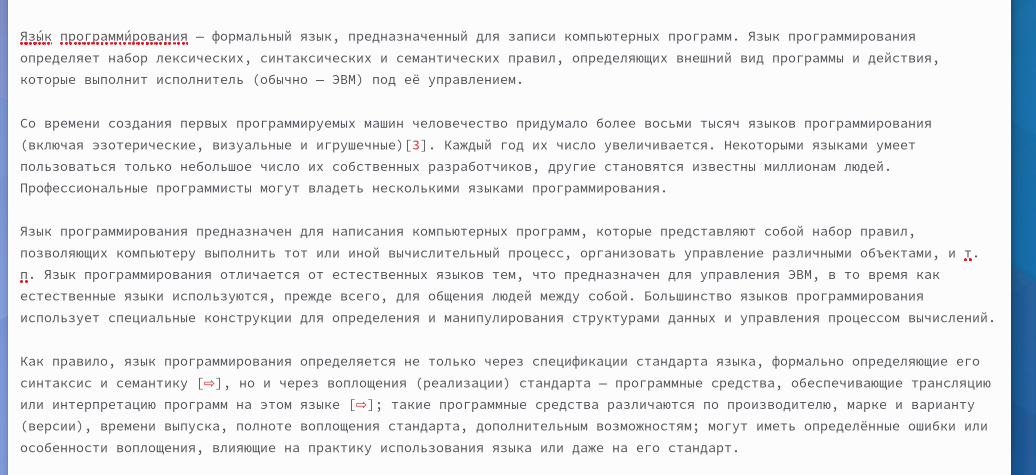 Язы́к программи́рования — формальный язык, предназначенный для записи компьютерных программ. Язык программирования
определяет набор лексических, синтаксических и семантических правил, определяющих внешний вид программы и действия,
которые выполнит исполнитель (обычно — ЭВМ) под её управлением.
Со времени создания первых программируемых машин человечество придумало более восьми тысяч языков программирования
(включая эзотерические, визуальные и игрушечные)[3]. Каждый год их число увеличивается. Некоторыми языками умеет
пользоваться только небольшое число их собственных разработчиков, другие становятся известны миллионам людей.
Профессиональные программисты могут владеть несколькими языками программирования.
Язык программирования предназначен для написания компьютерных программ, которые представляют собой набор правил,
позволяющих компьютеру выполнить тот или иной вычислительный процесс, организовать управление различными объектами, и т.
п. Язык программирования отличается от естественных языков тем, что предназначен для управления ЭВМ, в то время как
естественные языки используются, прежде всего, для общения людей между собой. Большинство языков программирования
использует специальные конструкции для определения и манипулирования структурами данных и управления процессом вычислений.
Как правило, язык программирования определяется не только через спецификации стандарта языка, формально определяющие его
синтаксис и семантику [⇨], но и через воплощения (реализации) стандарта — программные средства, обеспечивающие трансляцию
или интерпретацию программ на этом языке [⇨]; такие программные средства различаются по производителю, марке и варианту
(версии), времени выпуска, полноте воплощения стандарта, дополнительным возможностям; могут иметь определённые ошибки или
особенности воплощения, влияющие на практику использования языка или даже на его стандарт.